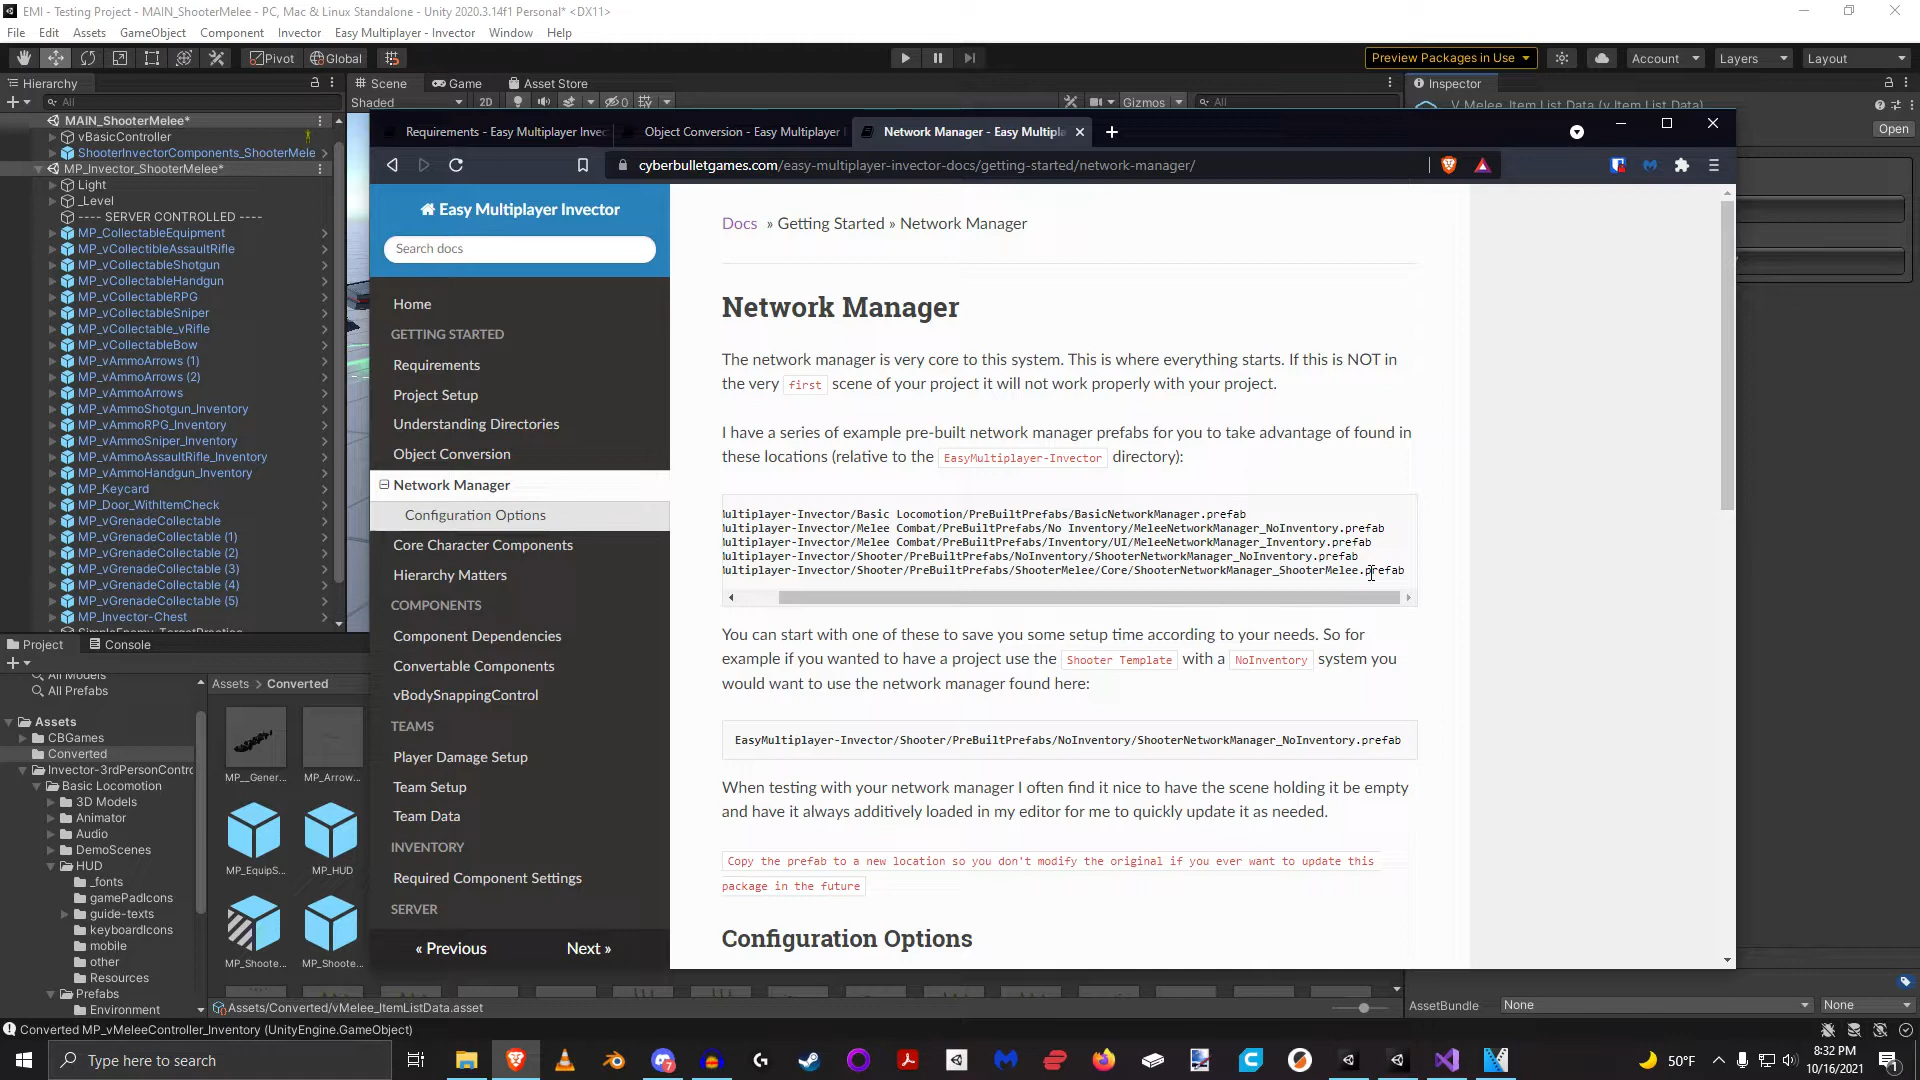 EMI - Testing Project - MAIN_ShooterMelee - PC, Mac & Linux Standalone - Unity 2020.3.14f1 Personal* <DX11>
File Edit Assets GameObject Component Invector Easy Multiplayer - Invector Window Help
Pivot Global Preview Packages in Use Account Layers Layout
Hierarchy Scene Game Asset Store Inspector
All Shaded 2D 0 Gizmos All
V Melee_Item List Data (v Item List Data)
Open
MAIN_ShooterMelee*
vBasicController
ShooterInvectorComponents_ShooterMele
MP_Invector_ShooterMelee*
Light
_Level
---- SERVER CONTROLLED ----
MP_CollectableEquipment
MP_vCollectibleAssaultRifle
MP_vCollectableShotgun
MP_vCollectableHandgun
MP_vCollectableRPG
MP_vCollectableSniper
MP_vCollectable_vRifle
MP_vCollectableBow
MP_vAmmoArrows (1)
MP_vAmmoArrows (2)
MP_vAmmoArrows
MP_vAmmoShotgun_Inventory
MP_vAmmoRPG_Inventory
MP_vAmmoSniper_Inventory
MP_vAmmoAssaultRifle_Inventory
MP_vAmmoHandgun_Inventory
MP_Keycard
MP_Door_WithItemCheck
MP_vGrenadeCollectable
MP_vGrenadeCollectable (1)
MP_vGrenadeCollectable (2)
MP_vGrenadeCollectable (3)
MP_vGrenadeCollectable (4)
MP_vGrenadeCollectable (5)
MP_Invector-Chest
SimpleEnemy_TargetPractice
Project Console
All Models
All Prefabs
Assets
CBGames
Converted
Invector-3rdPersonContro
Basic Locomotion
3D Models
Animator
Audio
DemoScenes
HUD
_fonts
gamePadIcons
guide-texts
keyboardIcons
mobile
other
Resources
Prefabs
Environment
Assets > Converted
MP__Gener... MP_Arrow...
MP_EquipS... MP_HUD
MP_Shoote... MP_Shoote...
Assets/Converted/vMelee_ItemListData.asset
Converted MP_vMeleeController_Inventory (UnityEngine.GameObject)
AssetBundle None None
Requirements - Easy Multiplayer Invec
Object Conversion - Easy Multiplayer
Network Manager - Easy Multipla
cyberbulletgames.com/easy-multiplayer-invector-docs/getting-started/network-manager/
Easy Multiplayer Invector
Search docs
Home
GETTING STARTED
Requirements
Project Setup
Understanding Directories
Object Conversion
Network Manager
Configuration Options
Core Character Components
Hierarchy Matters
COMPONENTS
Component Dependencies
Convertable Components
vBodySnappingControl
TEAMS
Player Damage Setup
Team Setup
Team Data
INVENTORY
Required Component Settings
SERVER
« Previous Next »
Docs » Getting Started » Network Manager
Network Manager
The network manager is very core to this system. This is where everything starts. If this is NOT in
the very first scene of your project it will not work properly with your project.
I have a series of example pre-built network manager prefabs for you to take advantage of found in
these locations (relative to the EasyMultiplayer-Invector directory):
ultiplayer-Invector/Basic Locomotion/PreBuiltPrefabs/BasicNetworkManager.prefab
ultiplayer-Invector/Melee Combat/PreBuiltPrefabs/No Inventory/MeleeNetworkManager_NoInventory.prefab
ultiplayer-Invector/Melee Combat/PreBuiltPrefabs/Inventory/UI/MeleeNetworkManager_Inventory.prefab
ultiplayer-Invector/Shooter/PreBuiltPrefabs/NoInventory/ShooterNetworkManager_NoInventory.prefab
ultiplayer-Invector/Shooter/PreBuiltPrefabs/ShooterMelee/Core/ShooterNetworkManager_ShooterMelee.prefab
You can start with one of these to save you some setup time according to your needs. So for
example if you wanted to have a project use the Shooter Template with a NoInventory system you
would want to use the network manager found here:
EasyMultiplayer-Invector/Shooter/PreBuiltPrefabs/NoInventory/ShooterNetworkManager_NoInventory.prefab
When testing with your network manager I often find it nice to have the scene holding it be empty
and have it always additively loaded in my editor for me to quickly update it as needed.
Copy the prefab to a new location so you don't modify the original if you ever want to update this
package in the future
Configuration Options
Type here to search
50°F
8:32 PM
10/16/2021